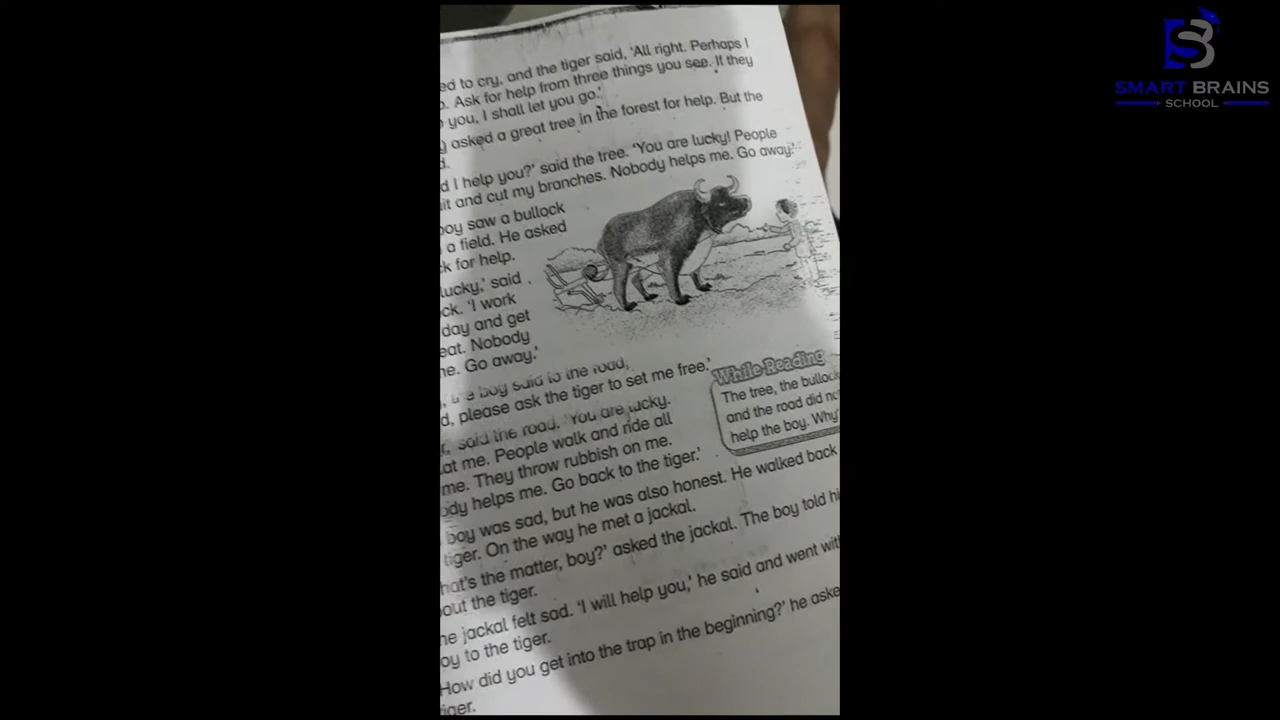 ed to cry, and the tiger said, 'All right. Perhaps I
. Ask for help from three things you see. If they
you, I shall let you go.'
asked a great tree in the forest for help. But the
d.
d I help you?' said the tree. 'You are lucky! People
it and cut my branches. Nobody helps me. Go away.'
boy saw a bullock
a field. He asked
ck for help.
lucky,' said
ck. 'I work
day and get
eat. Nobody
me. Go away.'
, the boy said to the road,
d, please ask the tiger to set me free.'
, said the road. 'You are lucky.
at me. People walk and ride all
me. They throw rubbish on me.
ody helps me. Go back to the tiger.'
While Reading
The tree, the bulloc
and the road did no
help the boy. Why?
boy was sad, but he was also honest. He walked back
tiger. On the way he met a jackal.
hat's the matter, boy?' asked the jackal. The boy told hi
out the tiger.
he jackal felt sad. 'I will help you,' he said and went wit
oy to the tiger.
How did you get into the trap in the beginning?' he aske
tiger.
SB
SMART BRAINS
SCHOOL